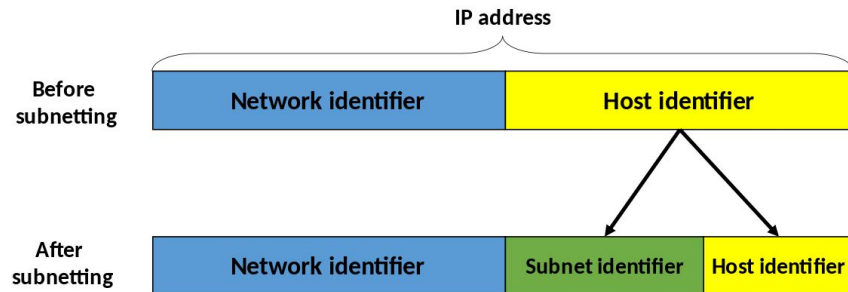 IP address
Before
subnetting
Network identifier
Host identifier
After
subnetting
Network identifier
Subnet identifier
Host identifier